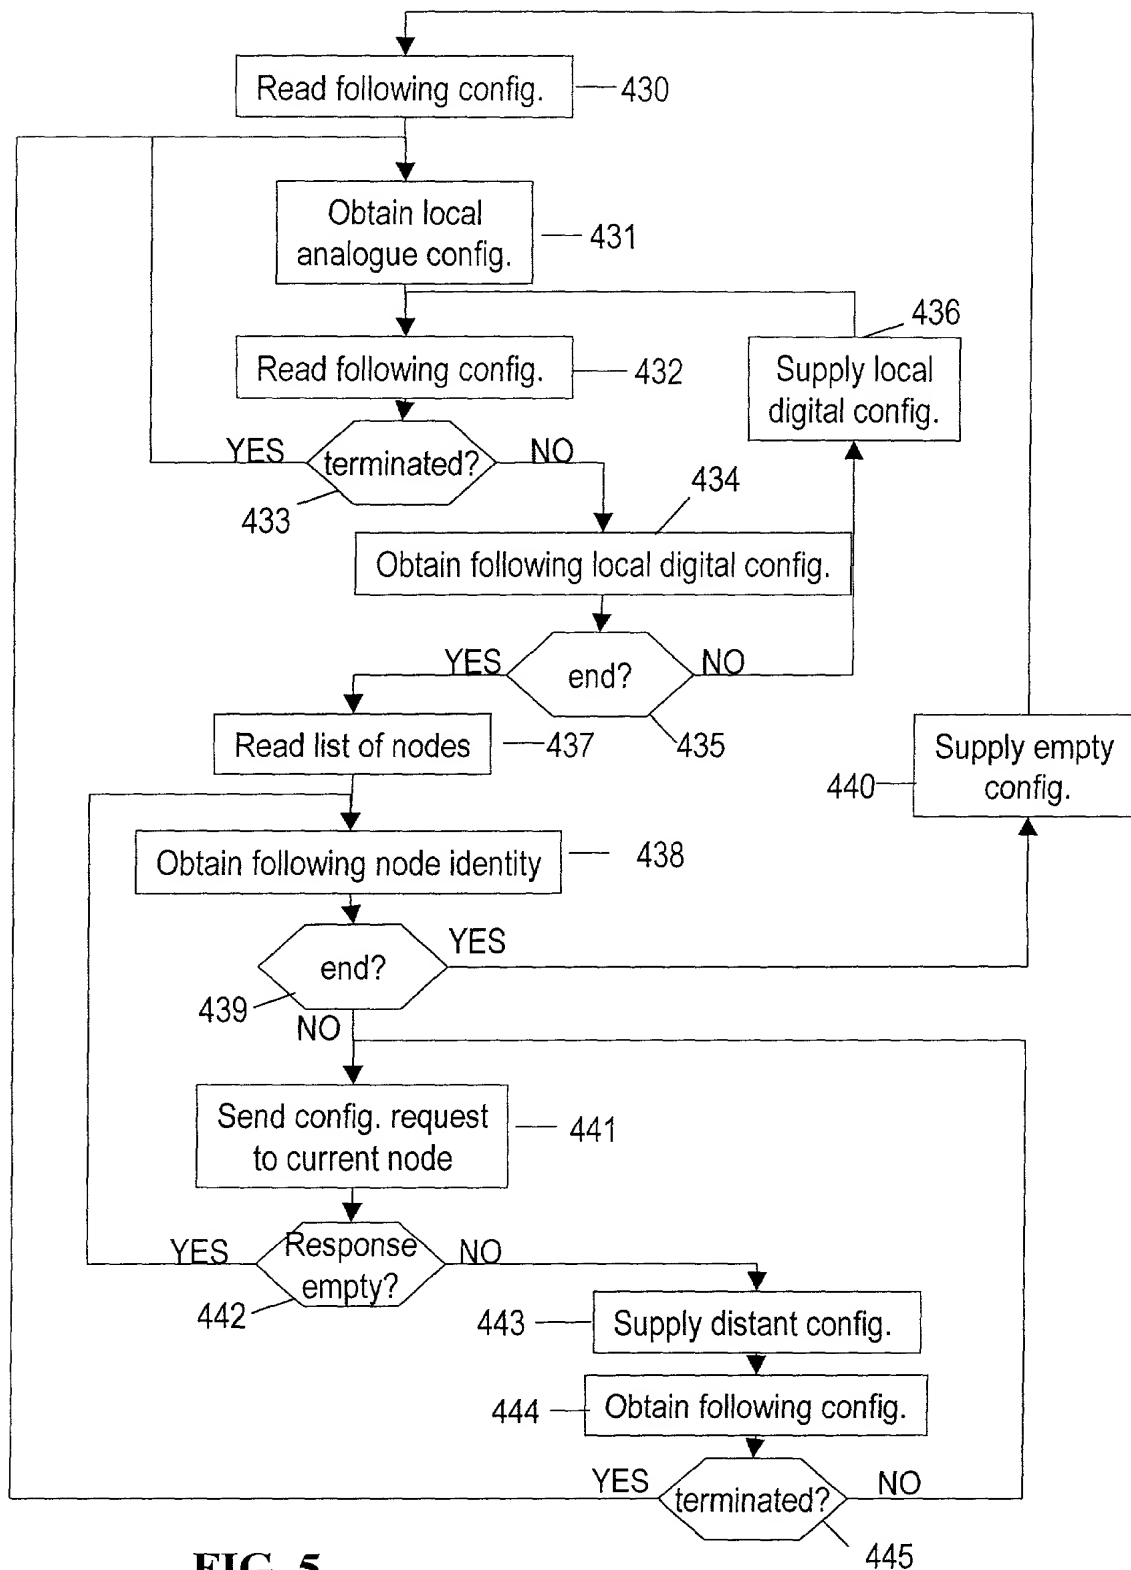 Read following config.
430
Obtain local
analogue config.
431
436
Read following config.
432
Supply local
digital config.
YES
terminated?
NO
433
434
Obtain following local digital config.
YES
end?
NO
Read list of nodes
437
435
Supply empty
config.
440
Obtain following node identity
438
YES
end?
439
NO
Send config. request
to current node
441
YES
Response
empty?
NO
442
443
Supply distant config.
444
Obtain following config.
YES
terminated?
NO
445
FIG. 5